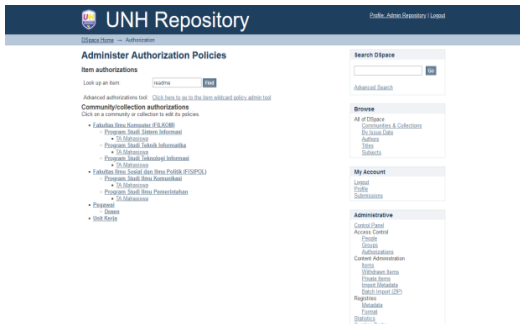 UNH Repository
Profile: Admin Repository | Logout
DSpace Home → Authorization
Administer Authorization Policies
Item authorizations
Look up an item:
readme
Find
Advanced authorizations tool: Click here to go to the item wildcard policy admin tool
Community/collection authorizations
Click on a community or collection to edit its policies.
Fakultas Ilmu Komputer (FILKOM)
Program Studi Sistem Informasi
TA Mahasiswa
Program Studi Teknik Informatika
TA Mahasiswa
Program Studi Teknologi Informasi
TA Mahasiswa
Fakultas Ilmu Sosial dan Ilmu Politik (FISIPOL)
Program Studi Ilmu Komunikasi
TA Mahasiswa
Program Studi Ilmu Pemerintahan
TA Mahasiswa
Pegawai
Dosen
Unit Kerja
Search DSpace
Go
Advanced Search
Browse
All of DSpace
Communities & Collections
By Issue Date
Authors
Titles
Subjects
My Account
Logout
Profile
Submissions
Administrative
Control Panel
Access Control
People
Groups
Authorizations
Content Administration
Items
Withdrawn Items
Private Items
Import Metadata
Batch Import (ZIP)
Registries
Metadata
Format
Statistics